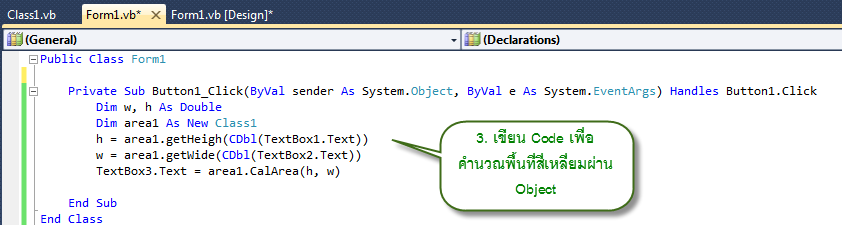 Class1.vb Form1.vb* Form1.vb [Design]*
(General) (Declarations)
Public Class Form1
Private Sub Button1_Click(ByVal sender As System.Object, ByVal e As System.EventArgs) Handles Button1.Click
Dim w, h As Double
Dim area1 As New Class1
h = area1.getHeigh(CDbl(TextBox1.Text))
w = area1.getWide(CDbl(TextBox2.Text))
TextBox3.Text = area1.CalArea(h, w)
End Sub
End Class
3. เขียน Code เพื่อ
คำนวณพื้นที่สี่เหลี่ยมผ่าน
Object